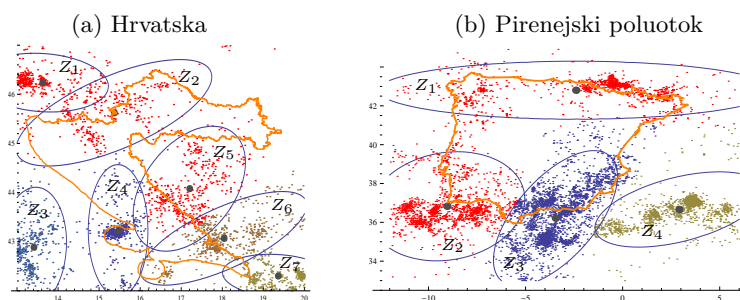 (a) Hrvatska
(b) Pirenejski poluotok
Z1
Z2
Z3
Z4
Z5
Z6
Z7
46
45
44
43
14 15 16 17 18 19 20
Z1
Z2
Z3
Z4
42
40
38
36
34
−10 −5 0 5